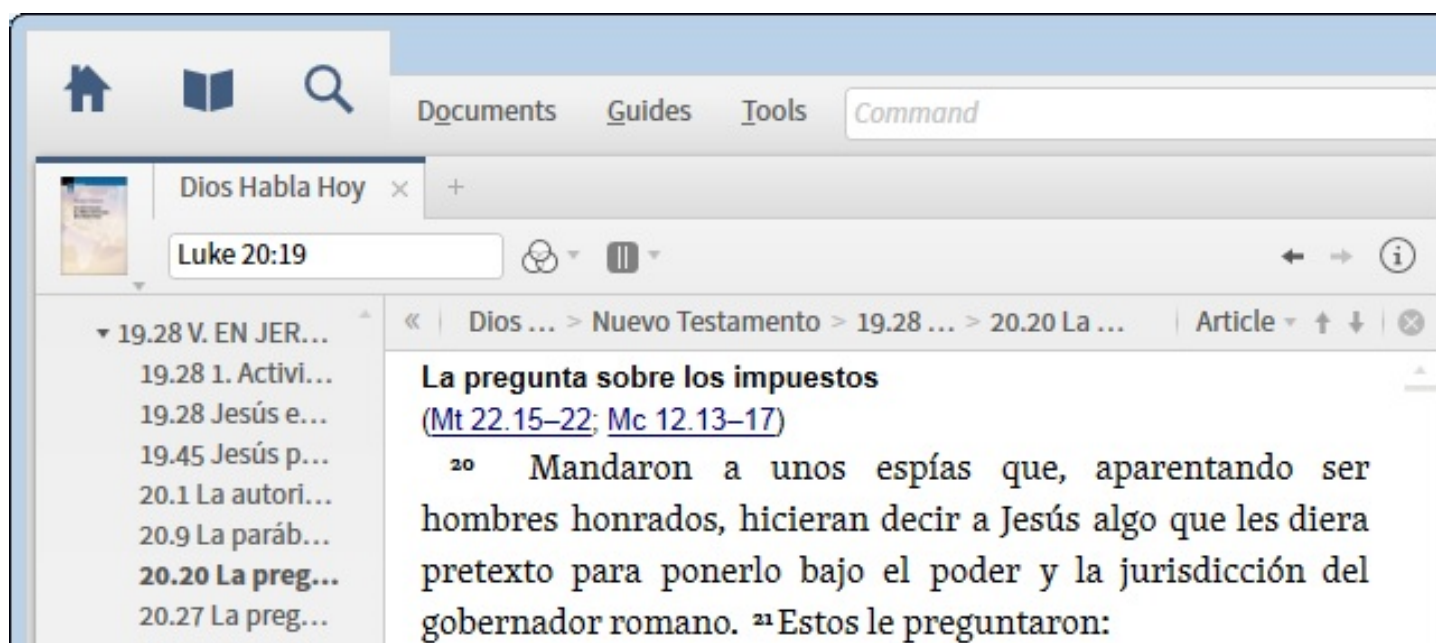 Documents Guides Tools Command
Dios Habla Hoy × +
Luke 20:19
19.28 V. EN JER...
19.28 1. Activi...
19.28 Jesús e...
19.45 Jesús p...
20.1 La autori...
20.9 La paráb...
20.20 La preg...
20.27 La preg...
« Dios ... > Nuevo Testamento > 19.28 ... > 20.20 La ... Article
La pregunta sobre los impuestos
(Mt 22.15–22; Mc 12.13–17)
20 Mandaron a unos espías que, aparentando ser
hombres honrados, hicieran decir a Jesús algo que les diera
pretexto para ponerlo bajo el poder y la jurisdicción del
gobernador romano. 21 Estos le preguntaron: